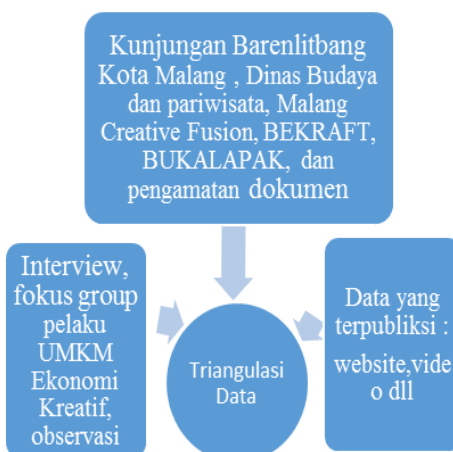 Kunjungan Barenlitbang
Kota Malang , Dinas Budaya
dan pariwisata, Malang
Creative Fusion, BEKRAFT,
BUKALAPAK, dan
pengamatan dokumen
Interview,
fokus group
pelaku
UMKM
Ekonomi
Kreatif,
observasi
Triangulasi
Data
Data yang
terpubliksi :
website,vide
o dll